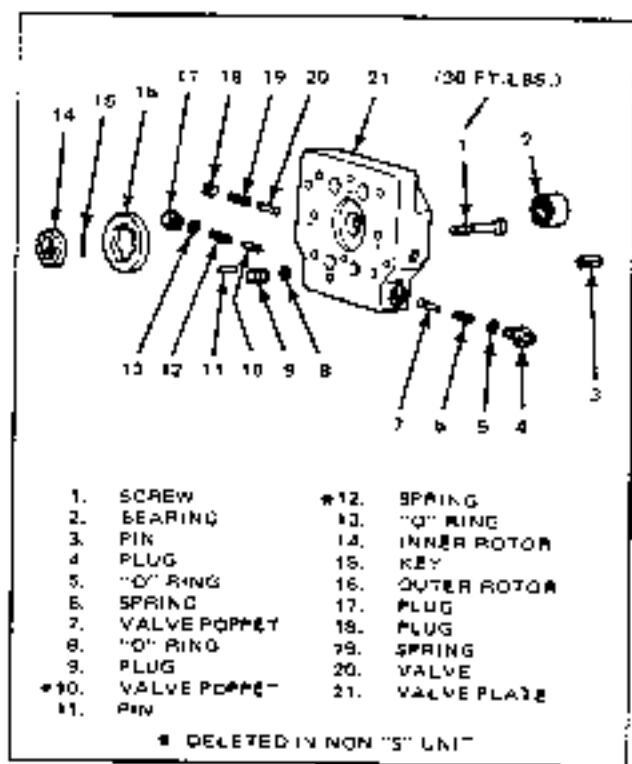 17 18 19 20 21 (30 FT.LBS.)
14 15 16 1 2
13 12 11 10 9 8 7 6 5 4 3
1. SCREW
2. BEARING
3. PIN
4 PLUG
5. "O" RING
6. SPRING
7. VALVE POPPET
8. "O" RING
9. PLUG
*10. VALVE POPPET
11. PIN
*12. SPRING
13. "O" RING
14. INNER ROTOR
15. KEY
16. OUTER ROTOR
17. PLUG
18. PLUG
19. SPRING
20. VALVE
21. VALVE PLATE
* DELETED IN NON "S" UNIT